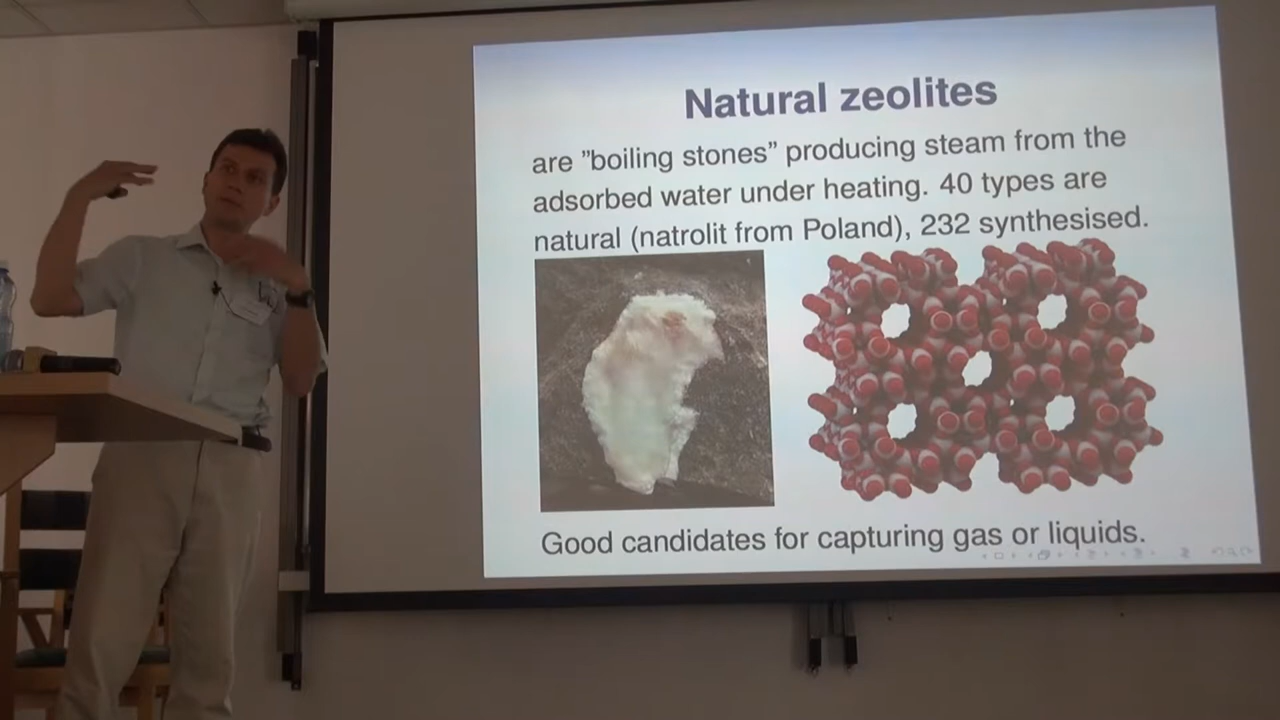 Natural zeolites
are ”boiling stones” producing steam from the
adsorbed water under heating. 40 types are
natural (natrolit from Poland), 232 synthesised.
Good candidates for capturing gas or liquids.